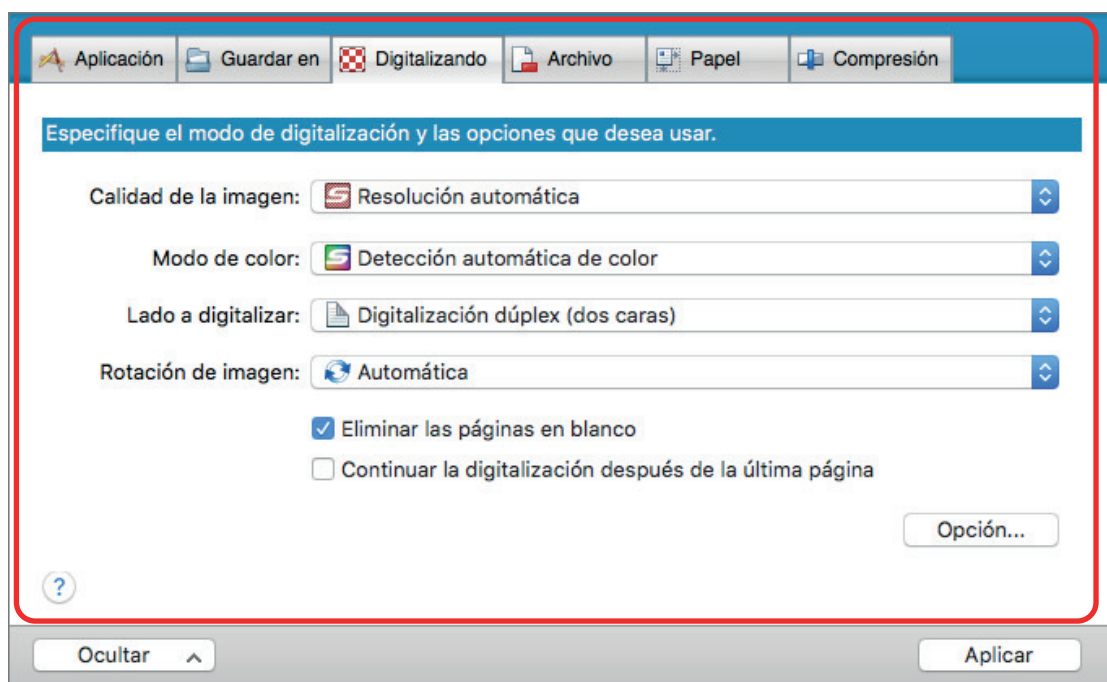 Aplicación Guardar en Digitalizando Archivo Papel Compresión
Especifique el modo de digitalización y las opciones que desea usar.
Calidad de la imagen: Resolución automática
Modo de color: Detección automática de color
Lado a digitalizar: Digitalización dúplex (dos caras)
Rotación de imagen: Automática
Eliminar las páginas en blanco
Continuar la digitalización después de la última página
Opción...
?
Ocultar Aplicar